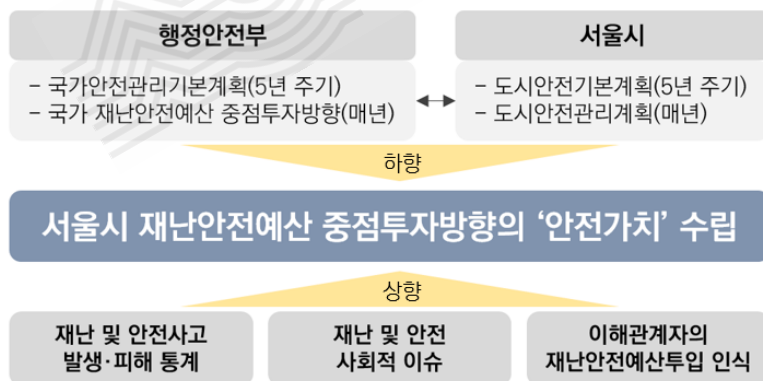 행정안전부
- 국가안전관리기본계획(5년 주기)
- 국가 재난안전예산 중점투자방향(매년)
서울시
- 도시안전기본계획(5년 주기)
- 도시안전관리계획(매년)
하향
서울시 재난안전예산 중점투자방향의 ‘안전가치’ 수립
상향
재난 및 안전사고
발생·피해 통계
재난 및 안전
사회적 이슈
이해관계자의
재난안전예산투입 인식